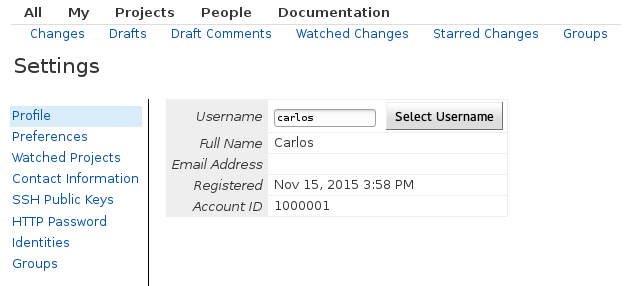 All My Projects People Documentation
Changes Drafts Draft Comments Watched Changes Starred Changes Groups
Settings
Profile
Preferences
Watched Projects
Contact Information
SSH Public Keys
HTTP Password
Identities
Groups
Username carlos Select Username
Full Name Carlos
Email Address
Registered Nov 15, 2015 3:58 PM
Account ID 1000001